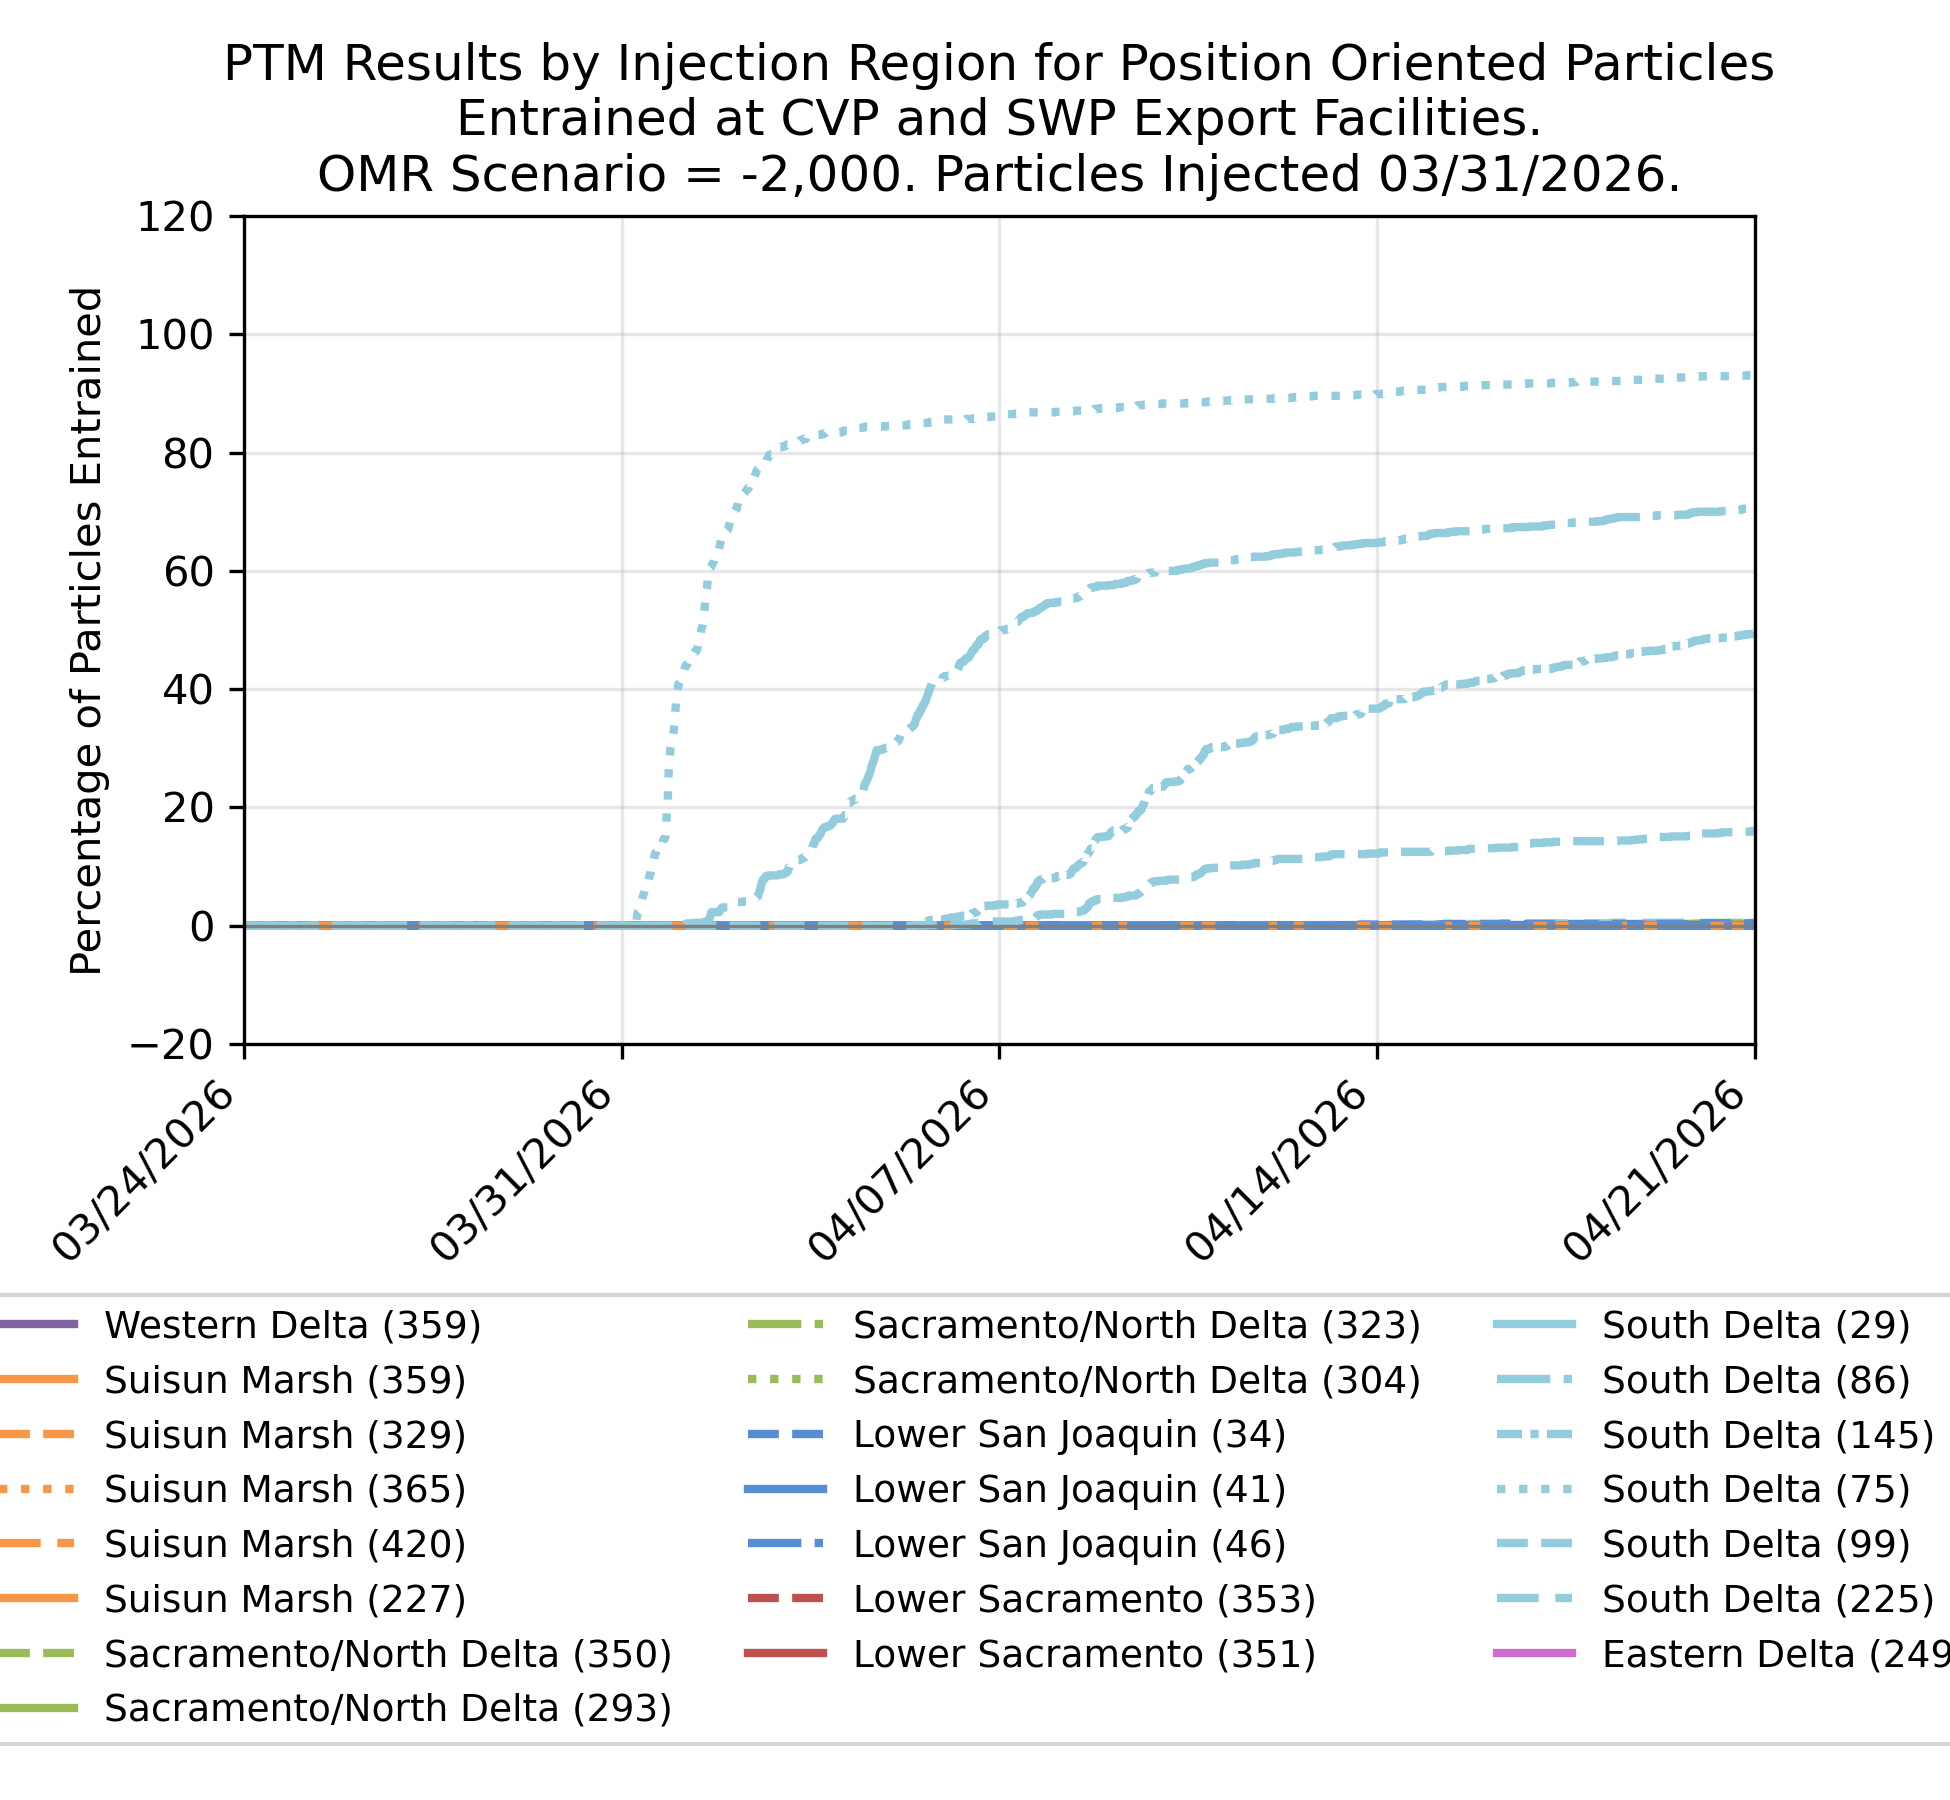 PTM Results by Injection Region for Position Oriented Particles
Entrained at CVP and SWP Export Facilities.
OMR Scenario = -2,000. Particles Injected 03/31/2026.
Percentage of Particles Entrained
120
100
80
60
40
20
0
−20
03/24/2026
03/31/2026
04/07/2026
04/14/2026
04/21/2026
Western Delta (359)
Suisun Marsh (359)
Suisun Marsh (329)
Suisun Marsh (365)
Suisun Marsh (420)
Suisun Marsh (227)
Sacramento/North Delta (350)
Sacramento/North Delta (293)
Sacramento/North Delta (323)
Sacramento/North Delta (304)
Lower San Joaquin (34)
Lower San Joaquin (41)
Lower San Joaquin (46)
Lower Sacramento (353)
Lower Sacramento (351)
South Delta (29)
South Delta (86)
South Delta (145)
South Delta (75)
South Delta (99)
South Delta (225)
Eastern Delta (249